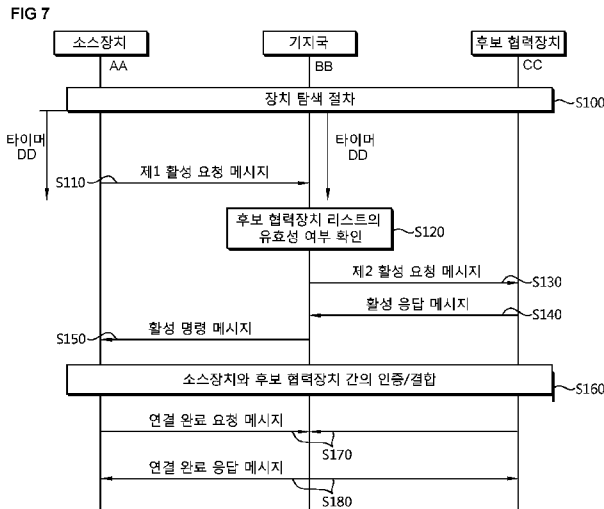 FIG 7
소스장치
기지국
후보 협력장치
AA
BB
CC
장치 탐색 절차
S100
타이머
DD
타이머
DD
제1 활성 요청 메시지
S110
후보 협력장치 리스트의
유효성 여부 확인
S120
제2 활성 요청 메시지
S130
활성 응답 메시지
S140
활성 명령 메시지
S150
소스장치와 후보 협력장치 간의 인증/결합
S160
연결 완료 요청 메시지
S170
연결 완료 응답 메시지
S180